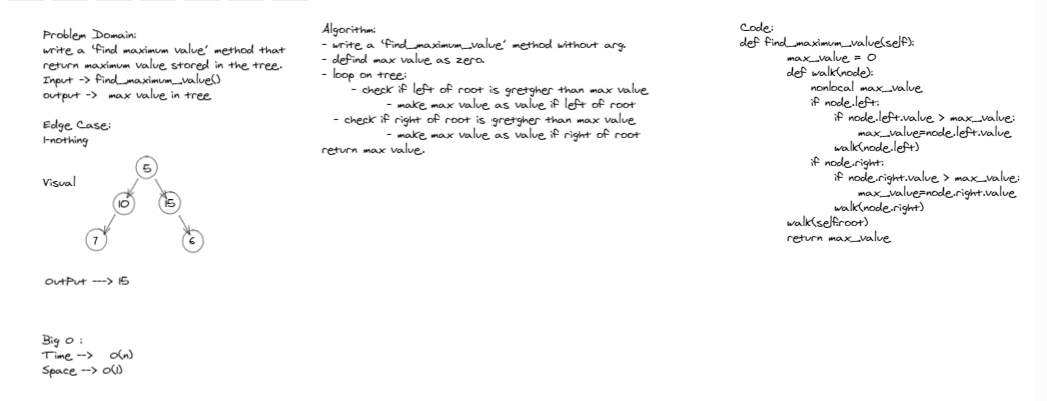 Problem Domain:
write a 'find maximum value' method that
return maximum value stored in the tree.
Input -> find_maximum_value()
output -> max value in tree
Edge Case:
1-nothing
Visual
5
10
15
7
6
OutPut ---> 15
Big O :
Time --> O(n)
Space --> O(1)
Algorithm:
- write a 'find_maximum_value' method without arg.
- defind max value as zero.
- loop on tree:
- check if left of root is gretgher than max value
- make max value as value if left of root
- check if right of root is gretgher than max value
- make max value as value if right of root
return max value.
Code:
def find_maximum_value(self):
max_value = 0
def walk(node):
nonlocal max_value
if node.left:
if node.left.value > max_value:
max_value=node.left.value
walk(node.left)
if node.right:
if node.right.value > max_value:
max_value=node.right.value
walk(node.right)
walk(self.root)
return max_value